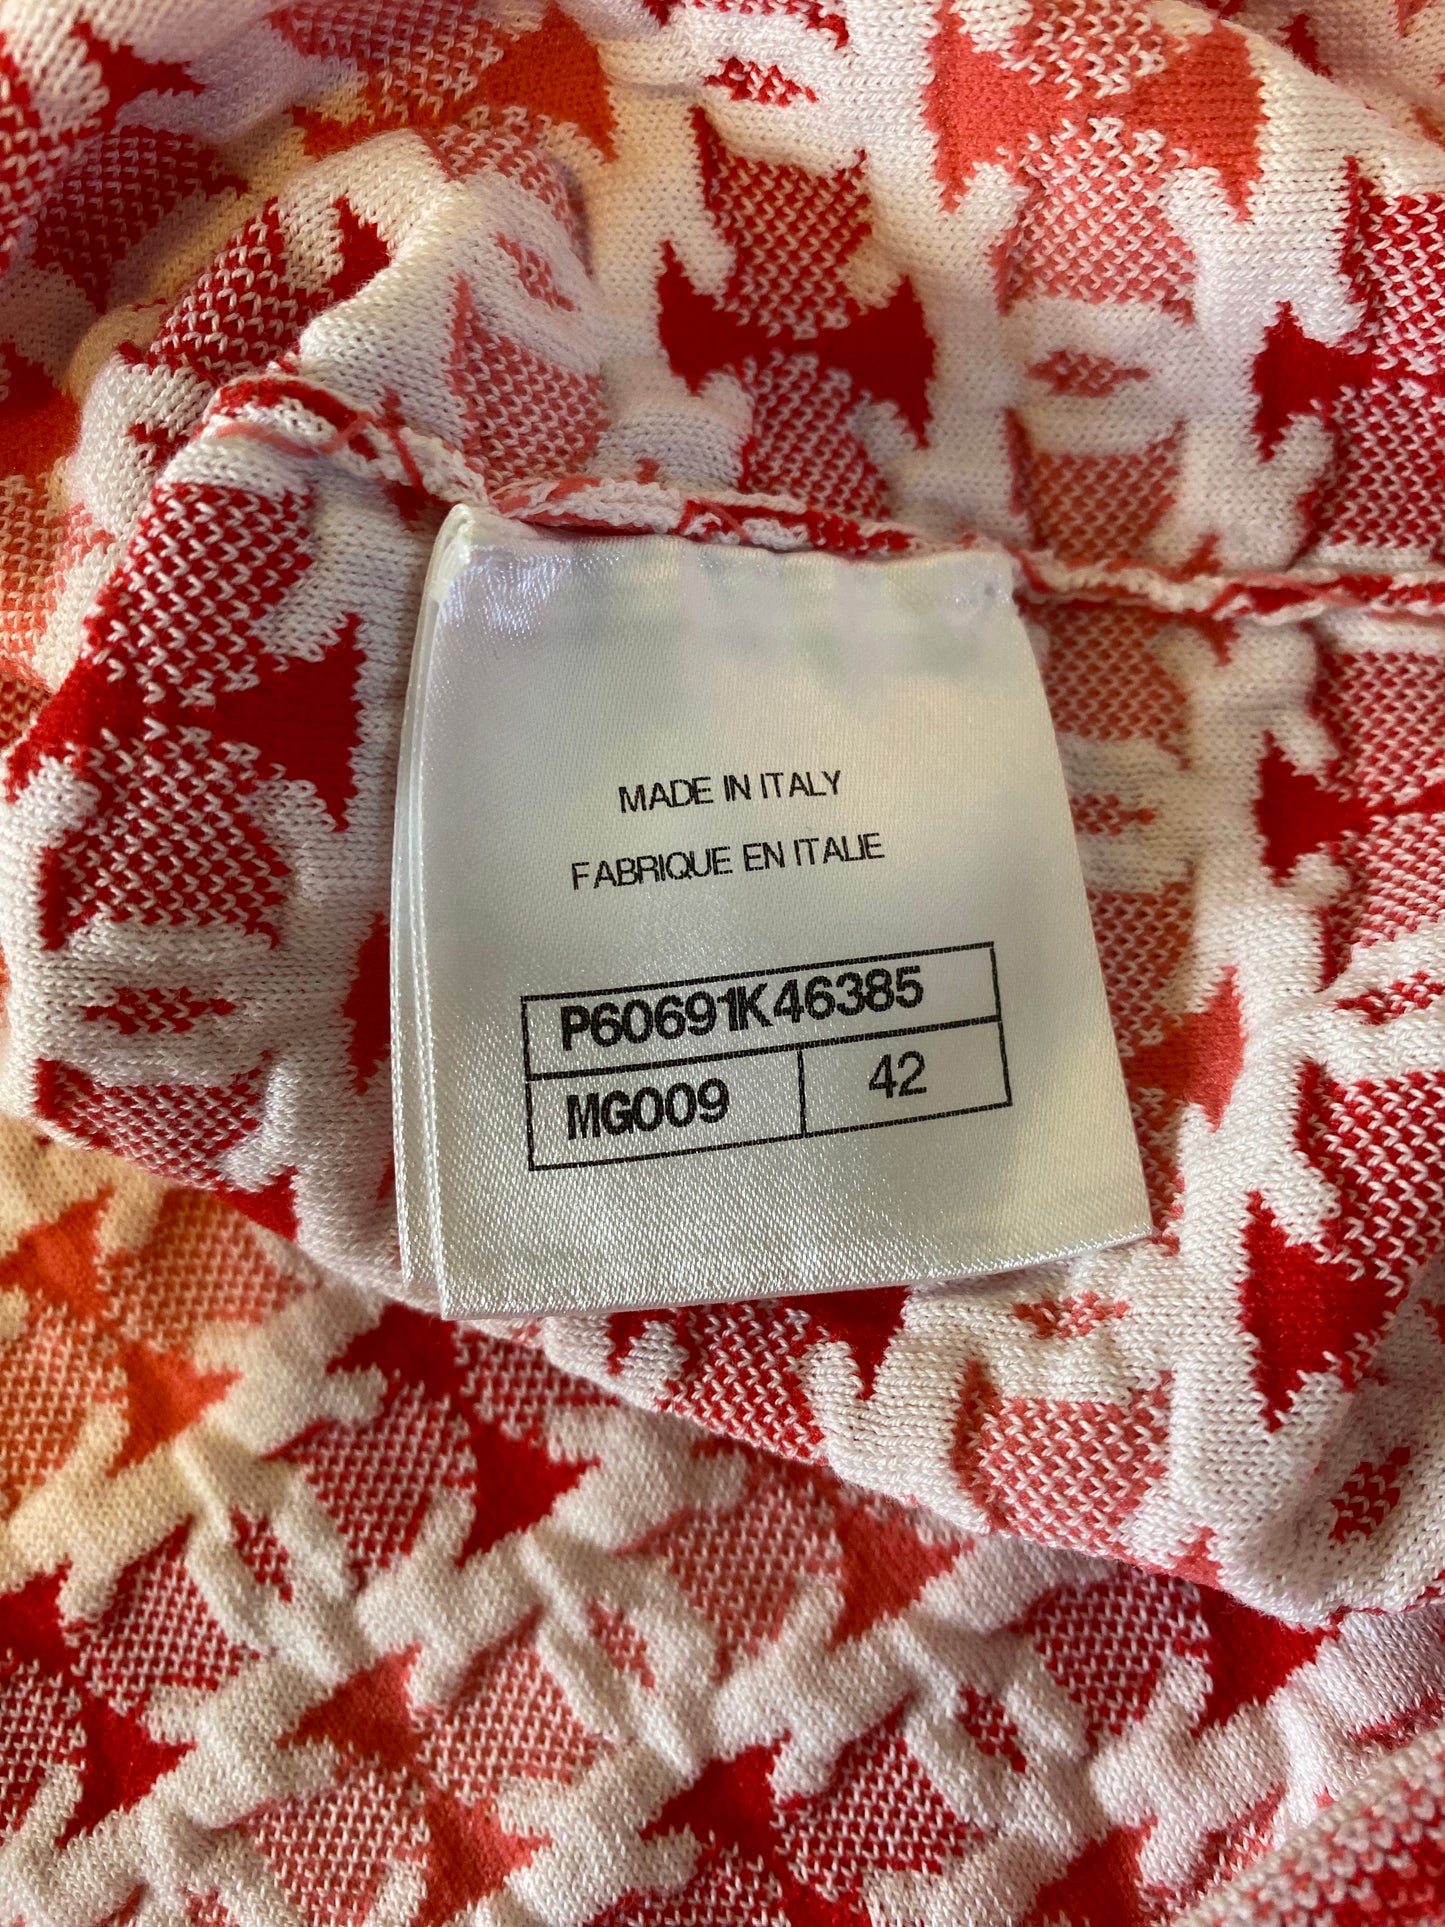 MADE IN ITALY
FABRIQUE EN ITALIE
P60691K46385
MG009 42